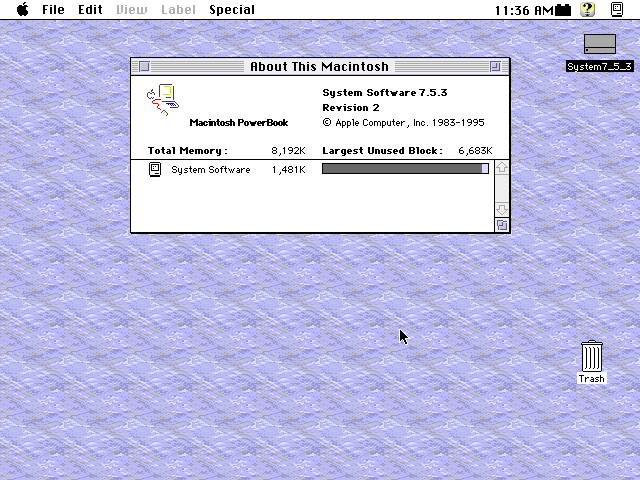 File Edit View Label Special 11:36 AM
About This Macintosh
System Software 7.5.3
Revision 2
Macintosh PowerBook
© Apple Computer, Inc. 1983-1995
Total Memory : 8,192K Largest Unused Block : 6,683K
System Software 1,481K
System7_5_3
Trash